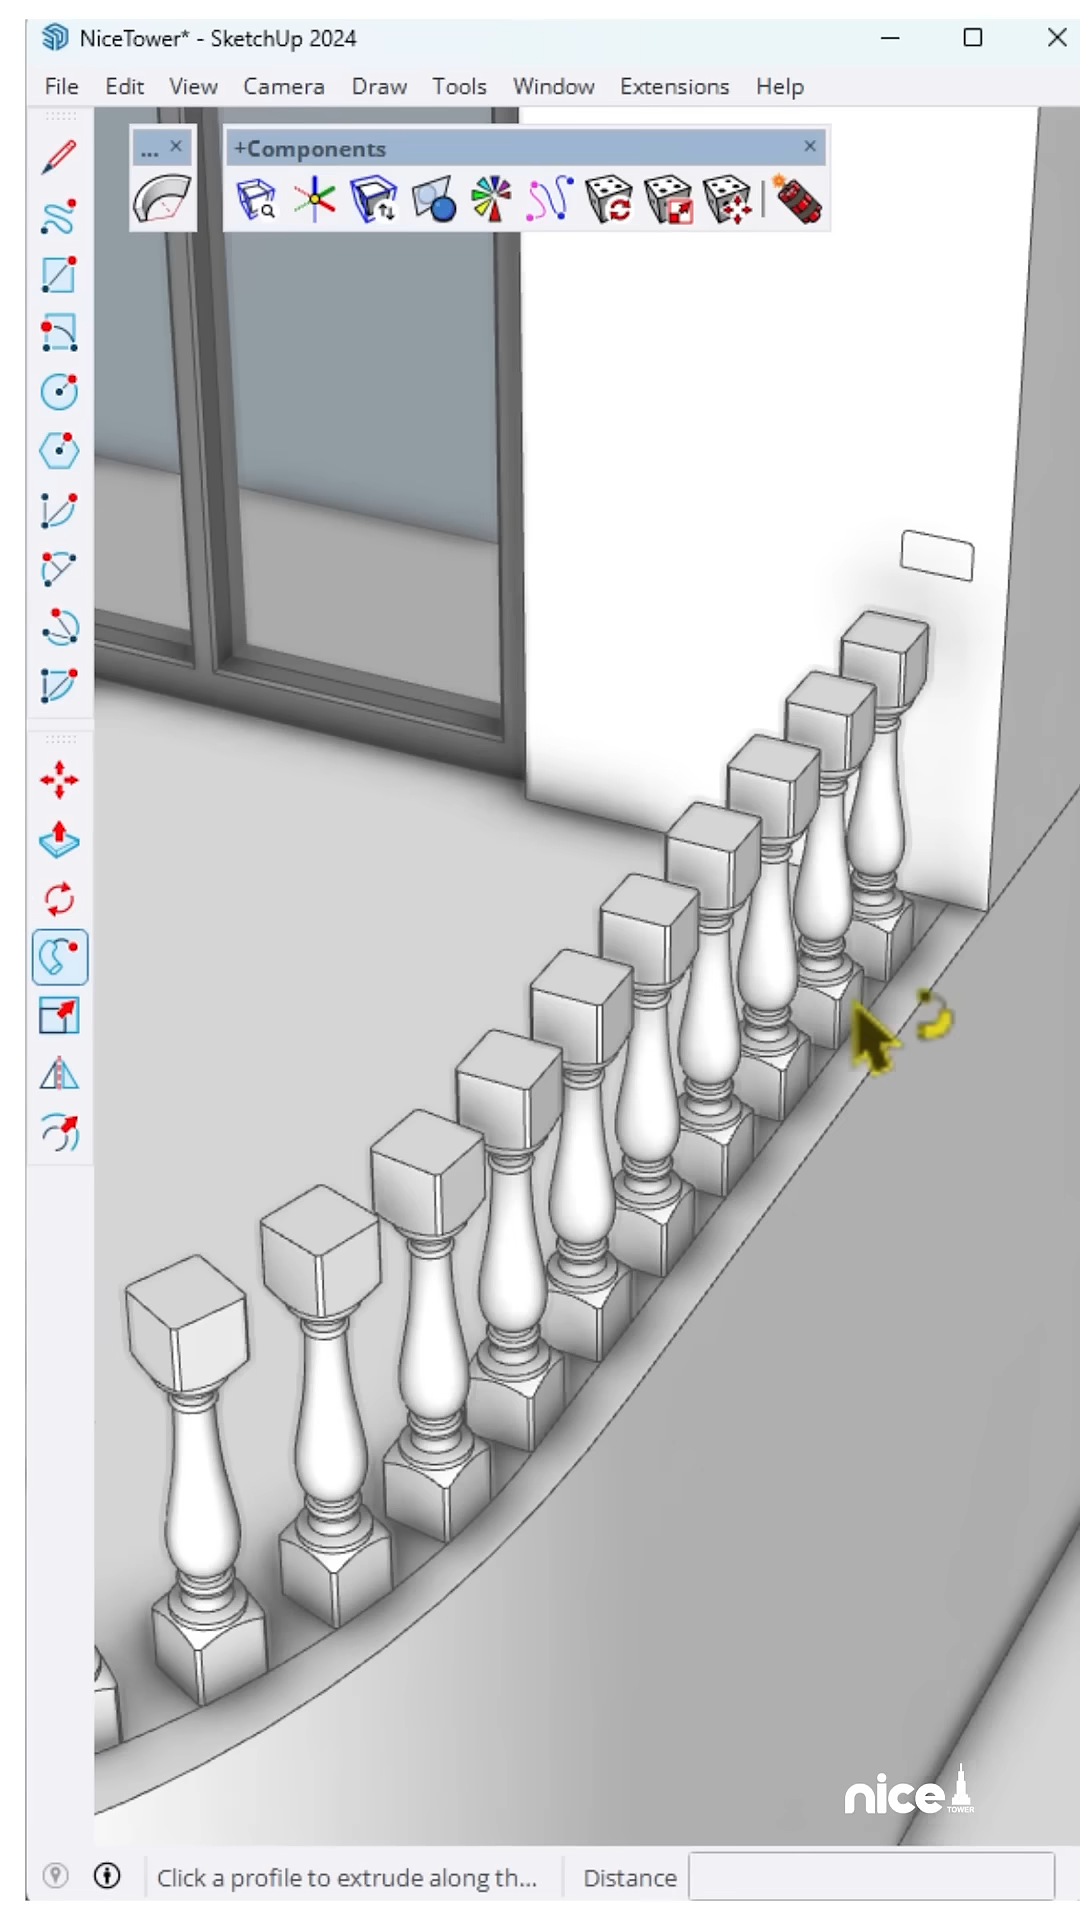 NiceTower* - SketchUp 2024
File Edit View Camera Draw Tools Window Extensions Help
...
+Components
nice
TOWER
Click a profile to extrude along th...
Distance